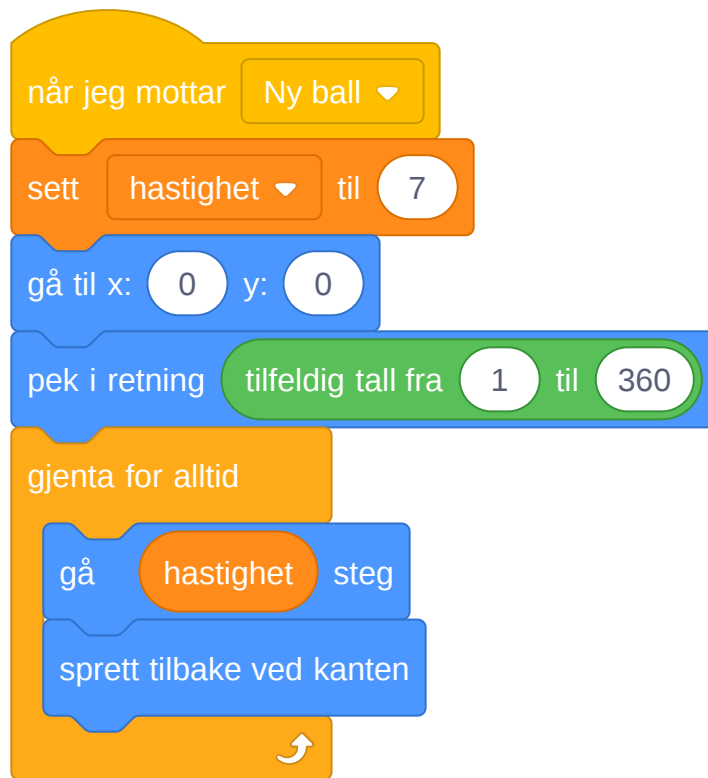 når jeg mottar Ny ball
sett hastighet til 7
gå til x: 0 y: 0
pek i retning tilfeldig tall fra 1 til 360
gjenta for alltid
gå hastighet steg
sprett tilbake ved kanten